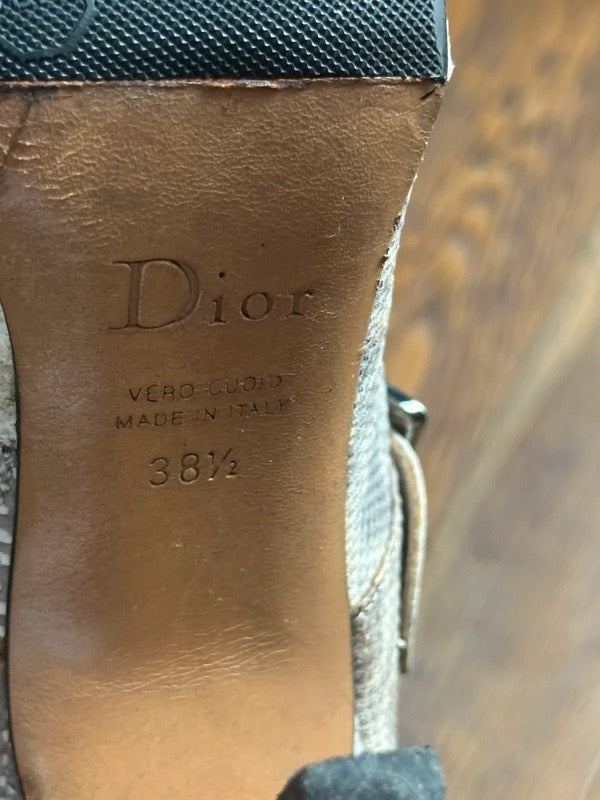 Dior
VERO CUOIO
MADE IN ITALY
38½